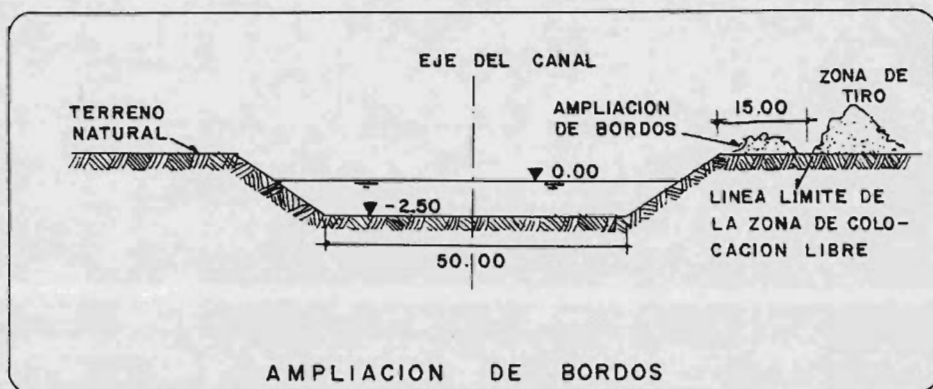 EJE DEL CANAL
ZONA DE
TIRO
TERRENO
NATURAL
AMPLIACION
DE BORDOS
15.00
0.00
-2.50
LINEA LÍMITE DE
LA ZONA DE COLO-
CACION LIBRE
50.00
AMPLIACION DE BORDOS